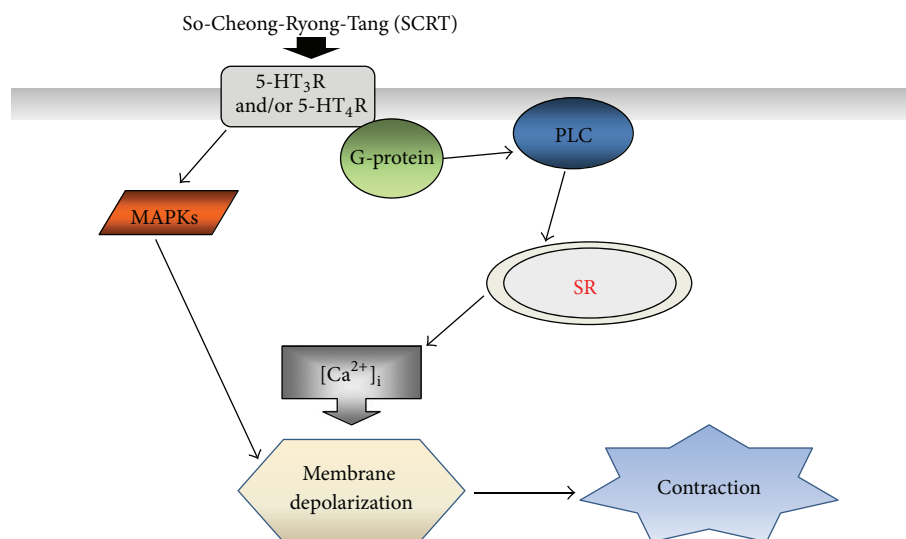 So-Cheong-Ryong-Tang (SCRT)
5-HT₃R
and/or 5-HT₄R
G-protein
PLC
MAPKs
SR
[Ca²⁺]ᵢ
Membrane
depolarization
Contraction